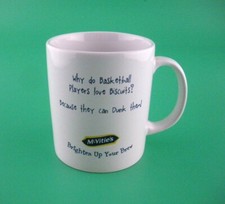 Why do Basketball
Players love Biscuits?
Because they can Dunk Them!
McVitie's
Brighten Up Your Brew